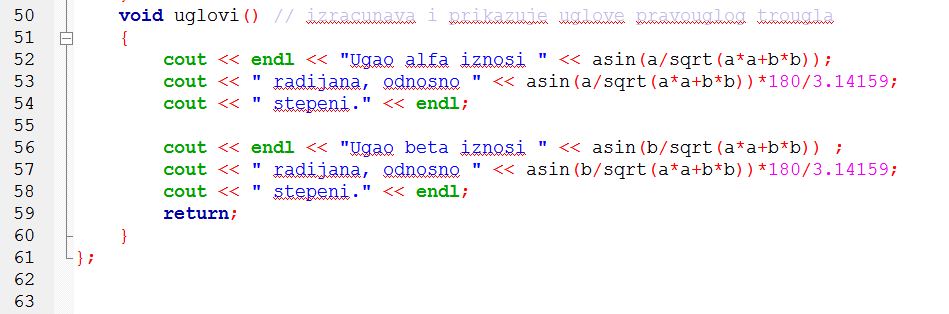 50 void uglovi() // izracunava i prikazuje uglove pravouglog trougla
51 {
52 cout << endl << "Ugao alfa iznosi " << asin(a/sqrt(a*a+b*b));
53 cout << " radijana, odnosno " << asin(a/sqrt(a*a+b*b))*180/3.14159;
54 cout << " stepeni." << endl;
55
56 cout << endl << "Ugao beta iznosi " << asin(b/sqrt(a*a+b*b)) ;
57 cout << " radijana, odnosno " << asin(b/sqrt(a*a+b*b))*180/3.14159;
58 cout << " stepeni." << endl;
59 return;
60 }
61 };
62
63